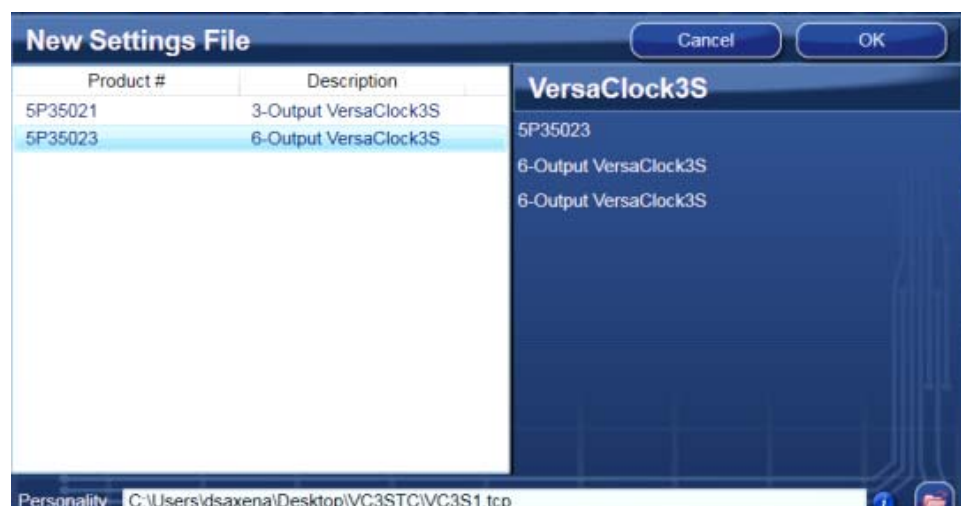 New Settings File
Cancel
OK
Product # Description
5P35021 3-Output VersaClock3S
5P35023 6-Output VersaClock3S
VersaClock3S
5P35023
6-Output VersaClock3S
6-Output VersaClock3S
Personality C:\Users\dsaxena\Desktop\VC3STC\VC3S1.tcp